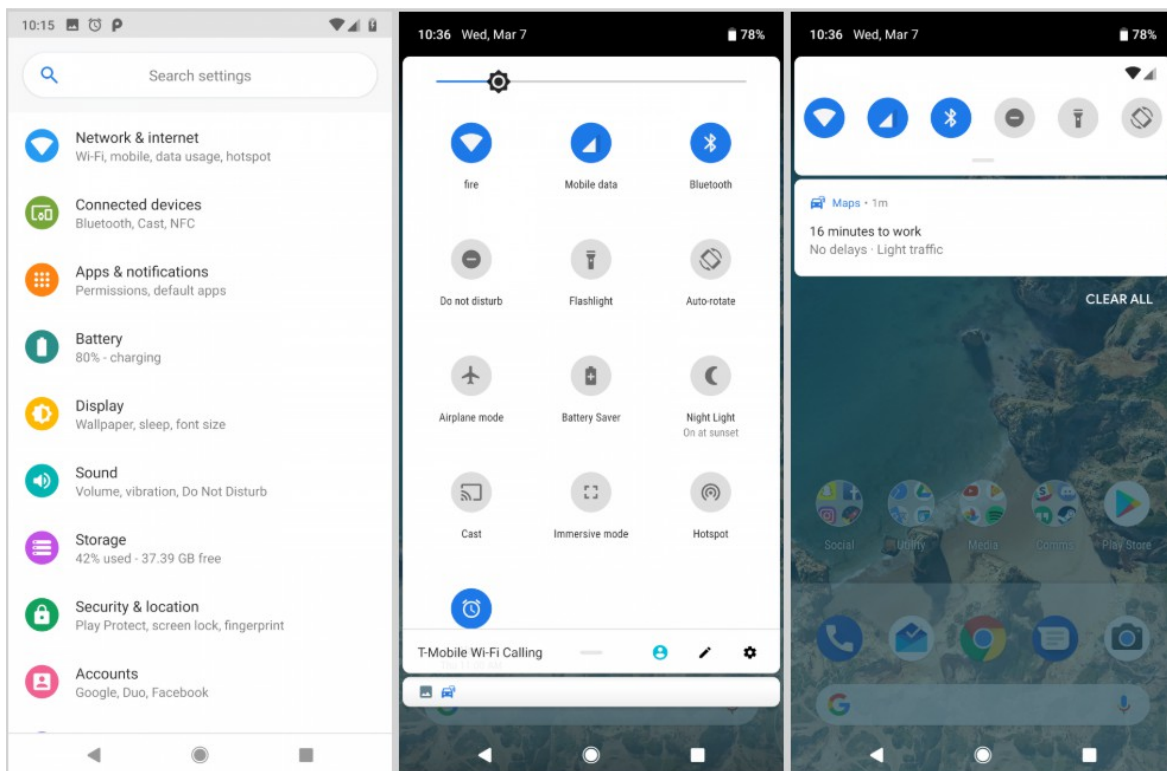 10:15
Search settings
Network & internet
Wi-Fi, mobile, data usage, hotspot
Connected devices
Bluetooth, Cast, NFC
Apps & notifications
Permissions, default apps
Battery
80% - charging
Display
Wallpaper, sleep, font size
Sound
Volume, vibration, Do Not Disturb
Storage
42% used - 37.39 GB free
Security & location
Play Protect, screen lock, fingerprint
Accounts
Google, Duo, Facebook
10:36 Wed, Mar 7 78%
fire Mobile data Bluetooth
Do not disturb Flashlight Auto-rotate
Airplane mode Battery Saver Night Light
On at sunset
Cast Immersive mode Hotspot
T-Mobile Wi-Fi Calling
10:36 Wed, Mar 7 78%
Maps • 1m
16 minutes to work
No delays · Light traffic
CLEAR ALL
Social Utility Media Comms Play Store